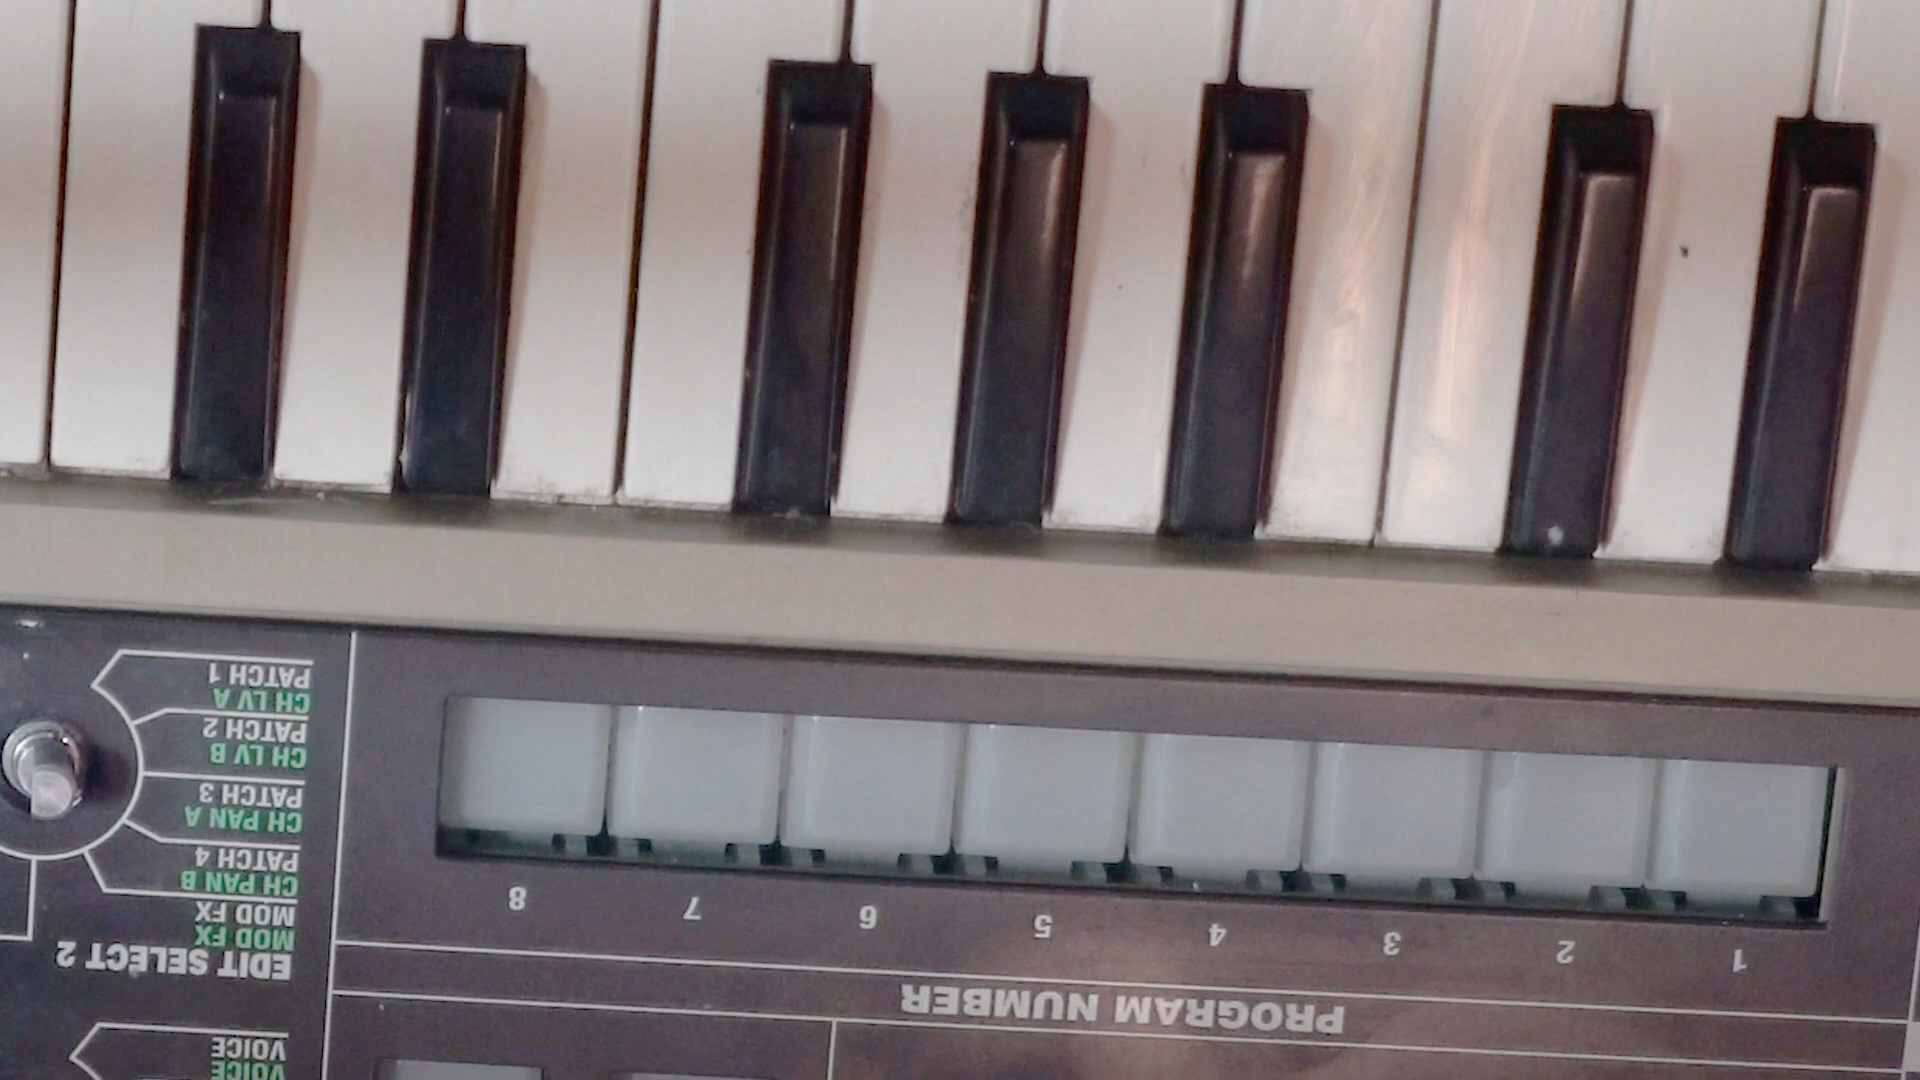 VOICE
VOICE
PROGRAM NUMBER
1 2 3 4 5 6 7 8
EDIT SELECT 2
MOD FX
MOD FX
CH PAN B
PATCH 4
CH PAN A
PATCH 3
CH LV B
PATCH 2
CH LV A
PATCH 1